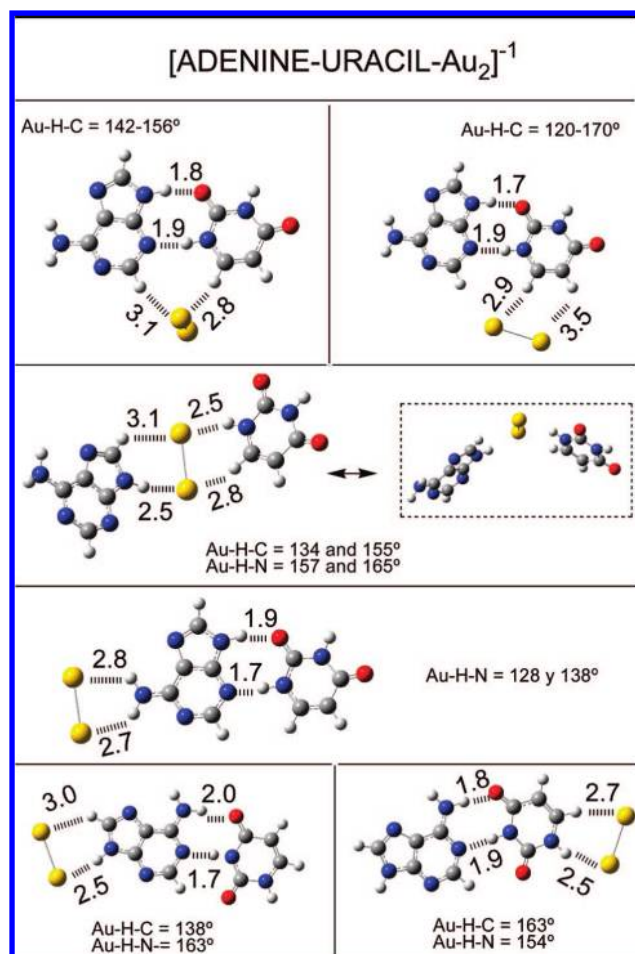 [ADENINE-URACIL-Au₂]⁻¹
Au-H-C = 142-156º
1.8
1.9
3.1
2.8
Au-H-C = 120-170º
1.7
1.9
2.9
3.5
3.1
2.5
2.5
2.8
Au-H-C = 134 and 155º
Au-H-N = 157 and 165º
1.9
2.8
1.7
2.7
Au-H-N = 128 y 138º
3.0
2.0
2.5
1.7
Au-H-C = 138º
Au-H-N-= 163º
1.8
2.7
1.9
2.5
Au-H-C = 163º
Au-H-N = 154º